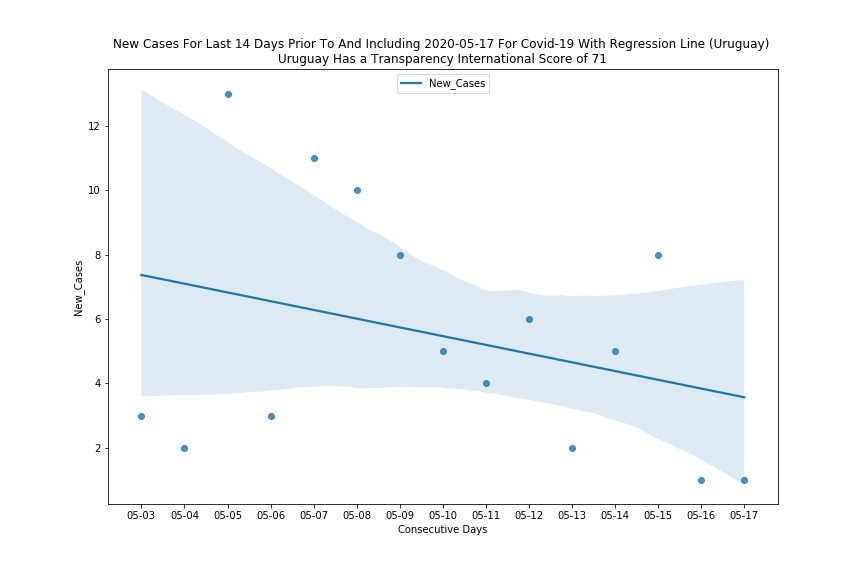 New Cases For Last 14 Days Prior To And Including 2020-05-17 For Covid-19 With Regression Line (Uruguay)
Uruguay Has a Transparency International Score of 71
New_Cases
New_Cases
12
10
8
6
4
2
05-03 05-04 05-05 05-06 05-07 05-08 05-09 05-10 05-11 05-12 05-13 05-14 05-15 05-16 05-17
Consecutive Days